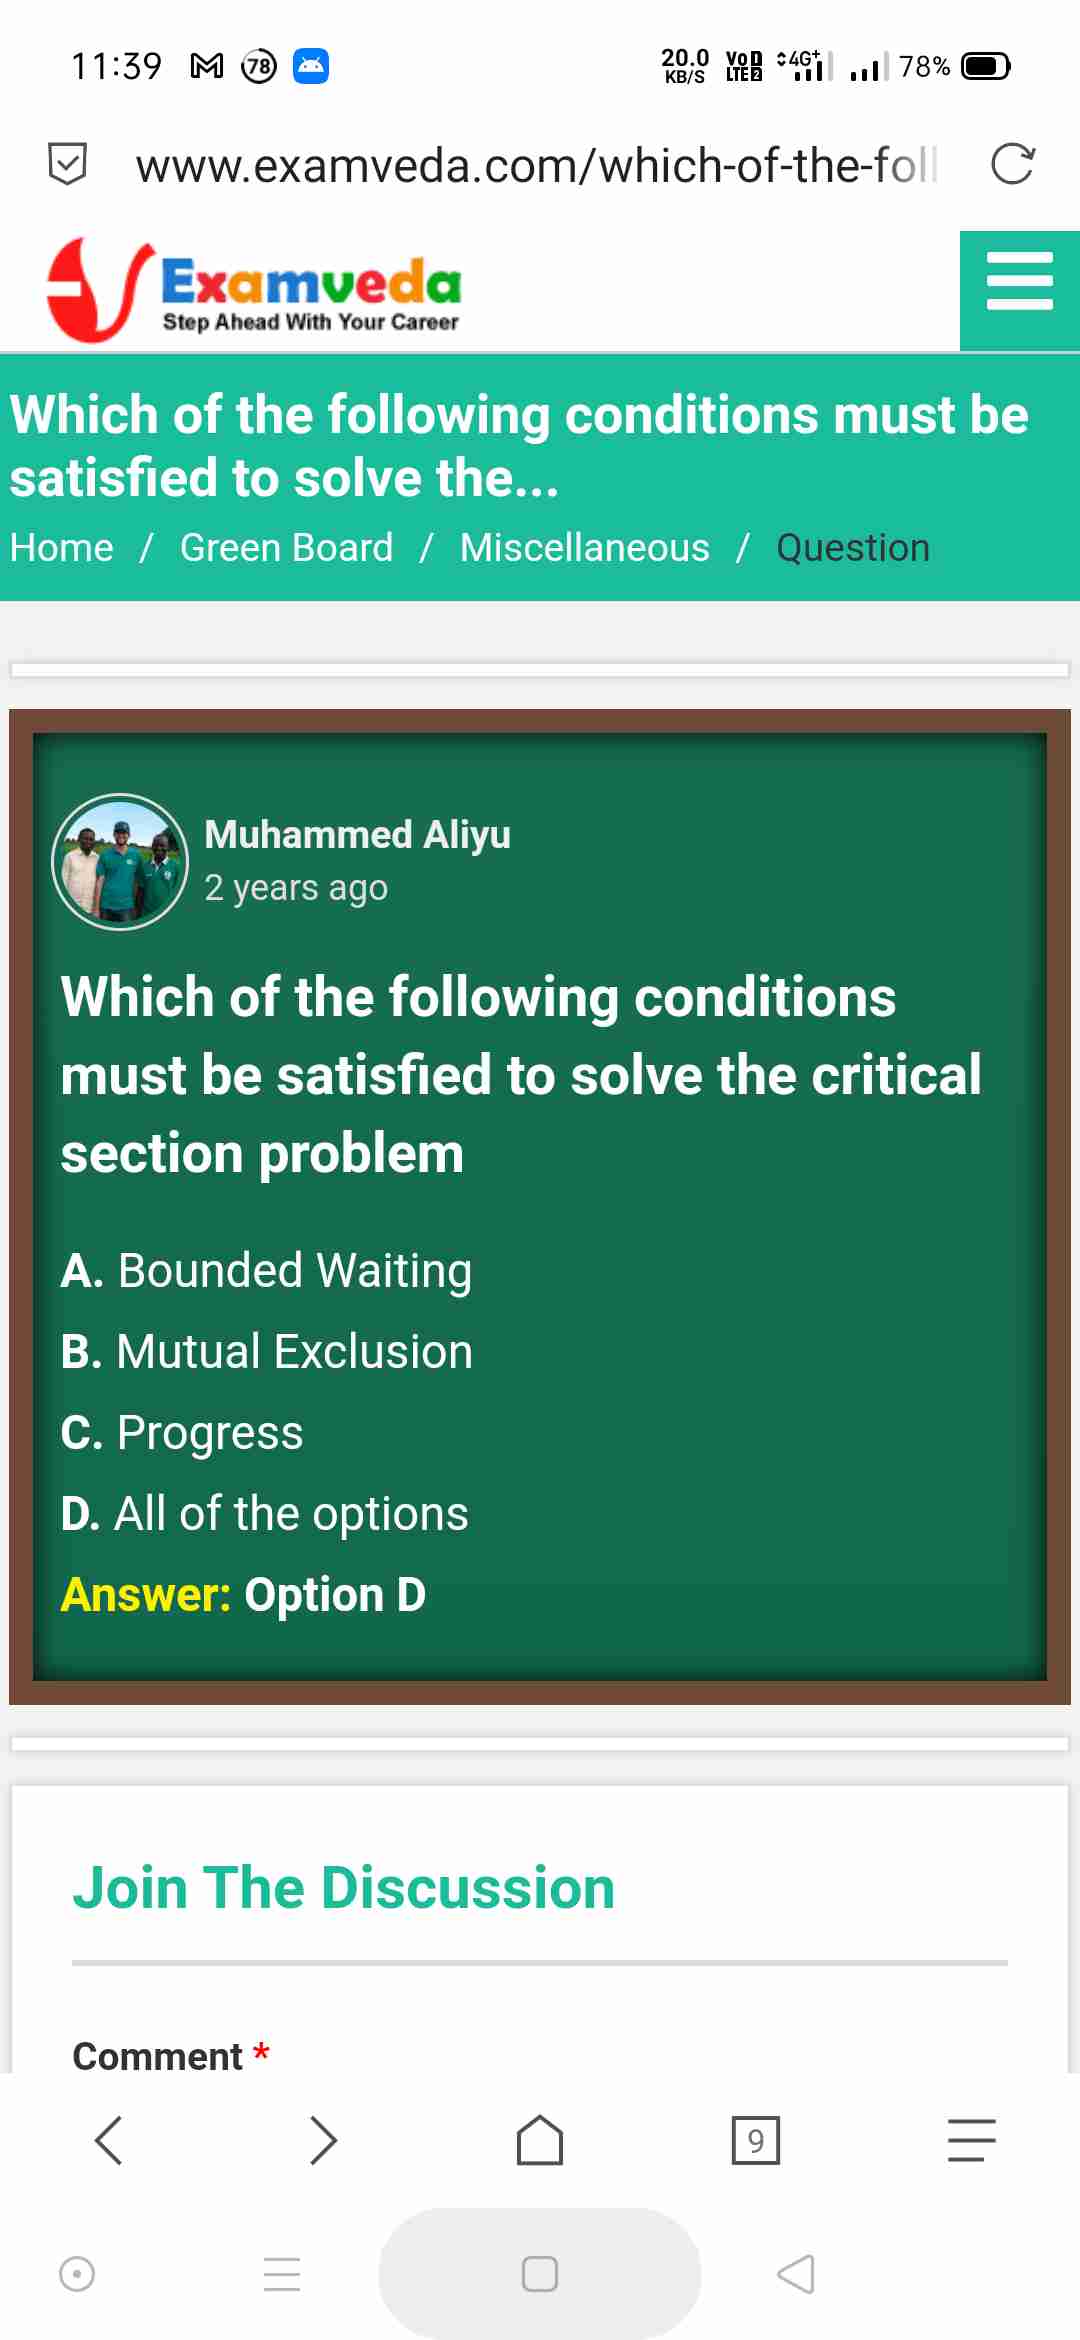 11:39 78 20.0 KB/S VoD LTE2 4G+ 78%
www.examveda.com/which-of-the-foll
Examveda
Step Ahead With Your Career
Which of the following conditions must be
satisfied to solve the...
Home / Green Board / Miscellaneous / Question
Muhammed Aliyu
2 years ago
Which of the following conditions
must be satisfied to solve the critical
section problem
A. Bounded Waiting
B. Mutual Exclusion
C. Progress
D. All of the options
Answer: Option D
Join The Discussion
Comment *
9